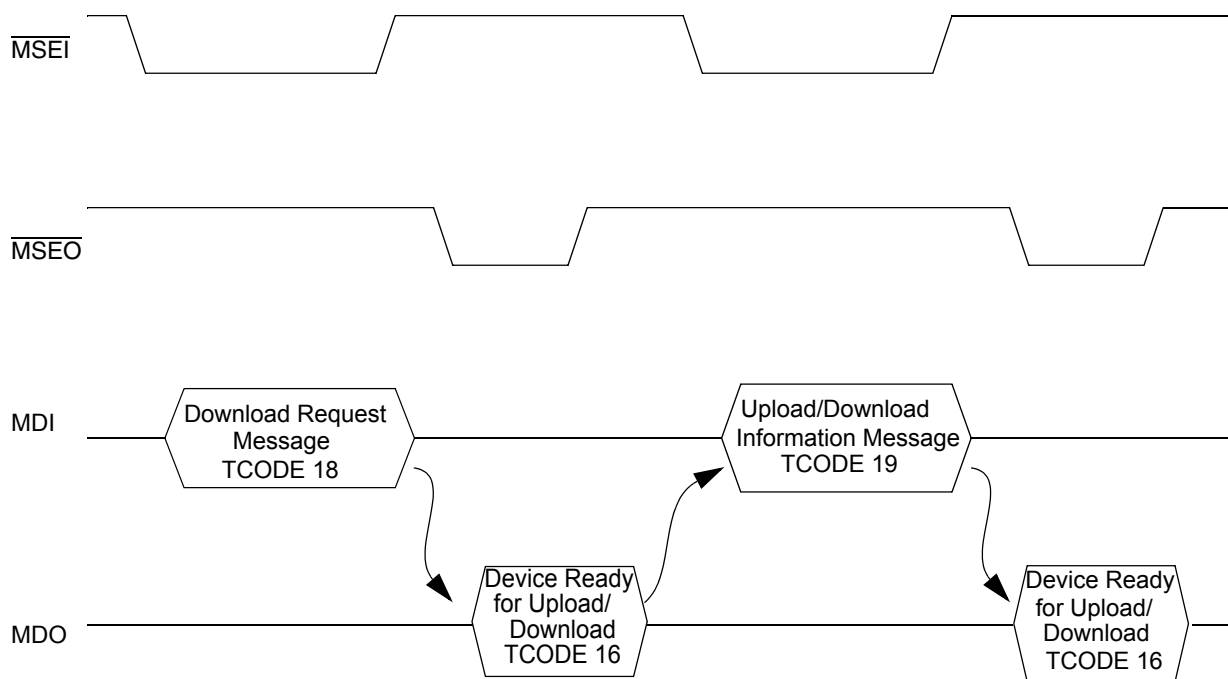 MSEI
MSEO
MDI
Download Request
Message
TCODE 18
Upload/Download
Information Message
TCODE 19
MDO
Device Ready
for Upload/
Download
TCODE 16
Device Ready
for Upload/
Download
TCODE 16